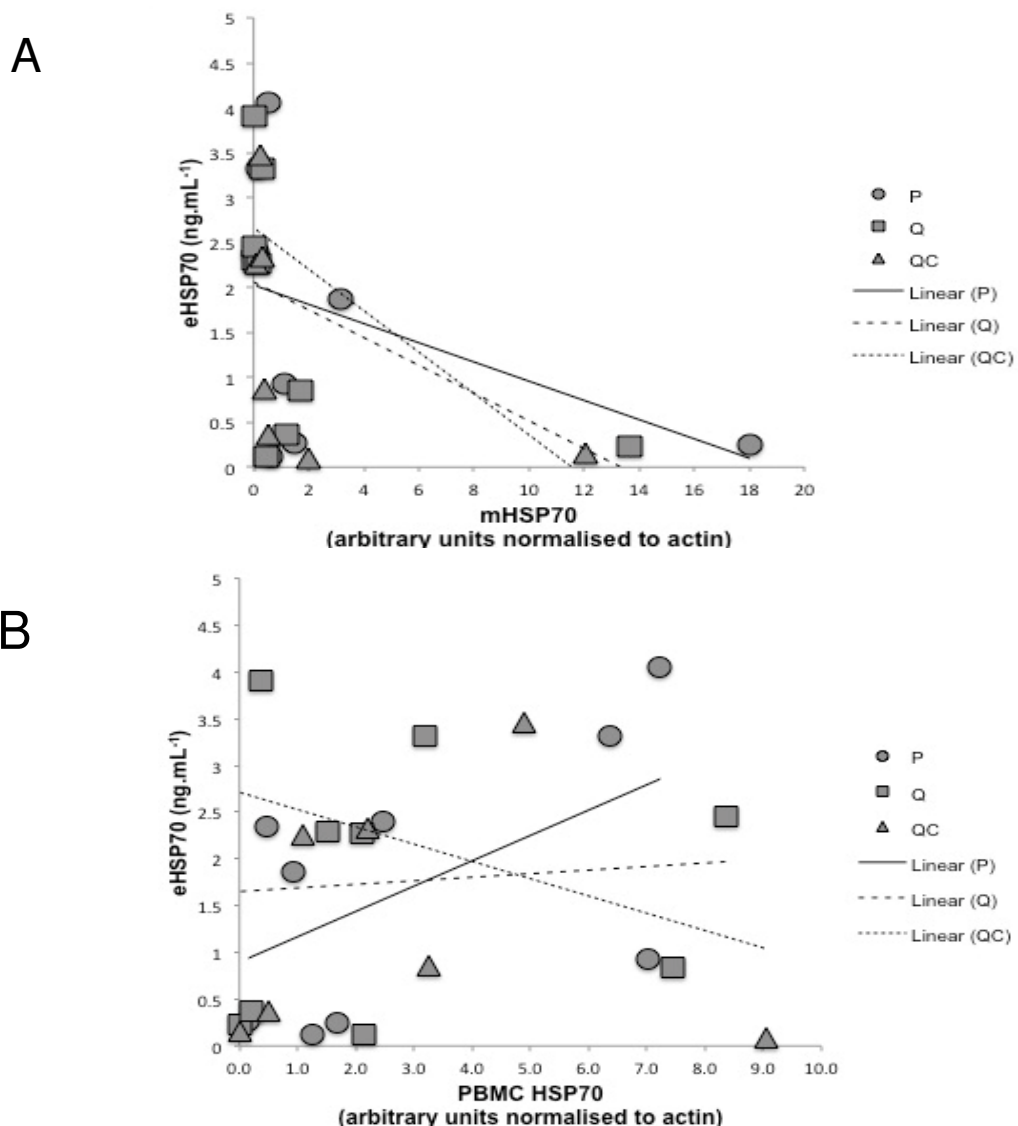 A
5
4.5
4
3.5
3
2.5
2
1.5
1
0.5
0
eHSP70 (ng.mL-1)
0 2 4 6 8 10 12 14 16 18 20
mHSP70
(arbitrary units normalised to actin)
P
Q
QC
Linear (P)
Linear (Q)
Linear (QC)
B
5
4.5
4
3.5
3
2.5
2
1.5
1
0.5
0
eHSP70 (ng.mL-1)
0.0 1.0 2.0 3.0 4.0 5.0 6.0 7.0 8.0 9.0 10.0
PBMC HSP70
(arbitrary units normalised to actin)
P
Q
QC
Linear (P)
Linear (Q)
Linear (QC)